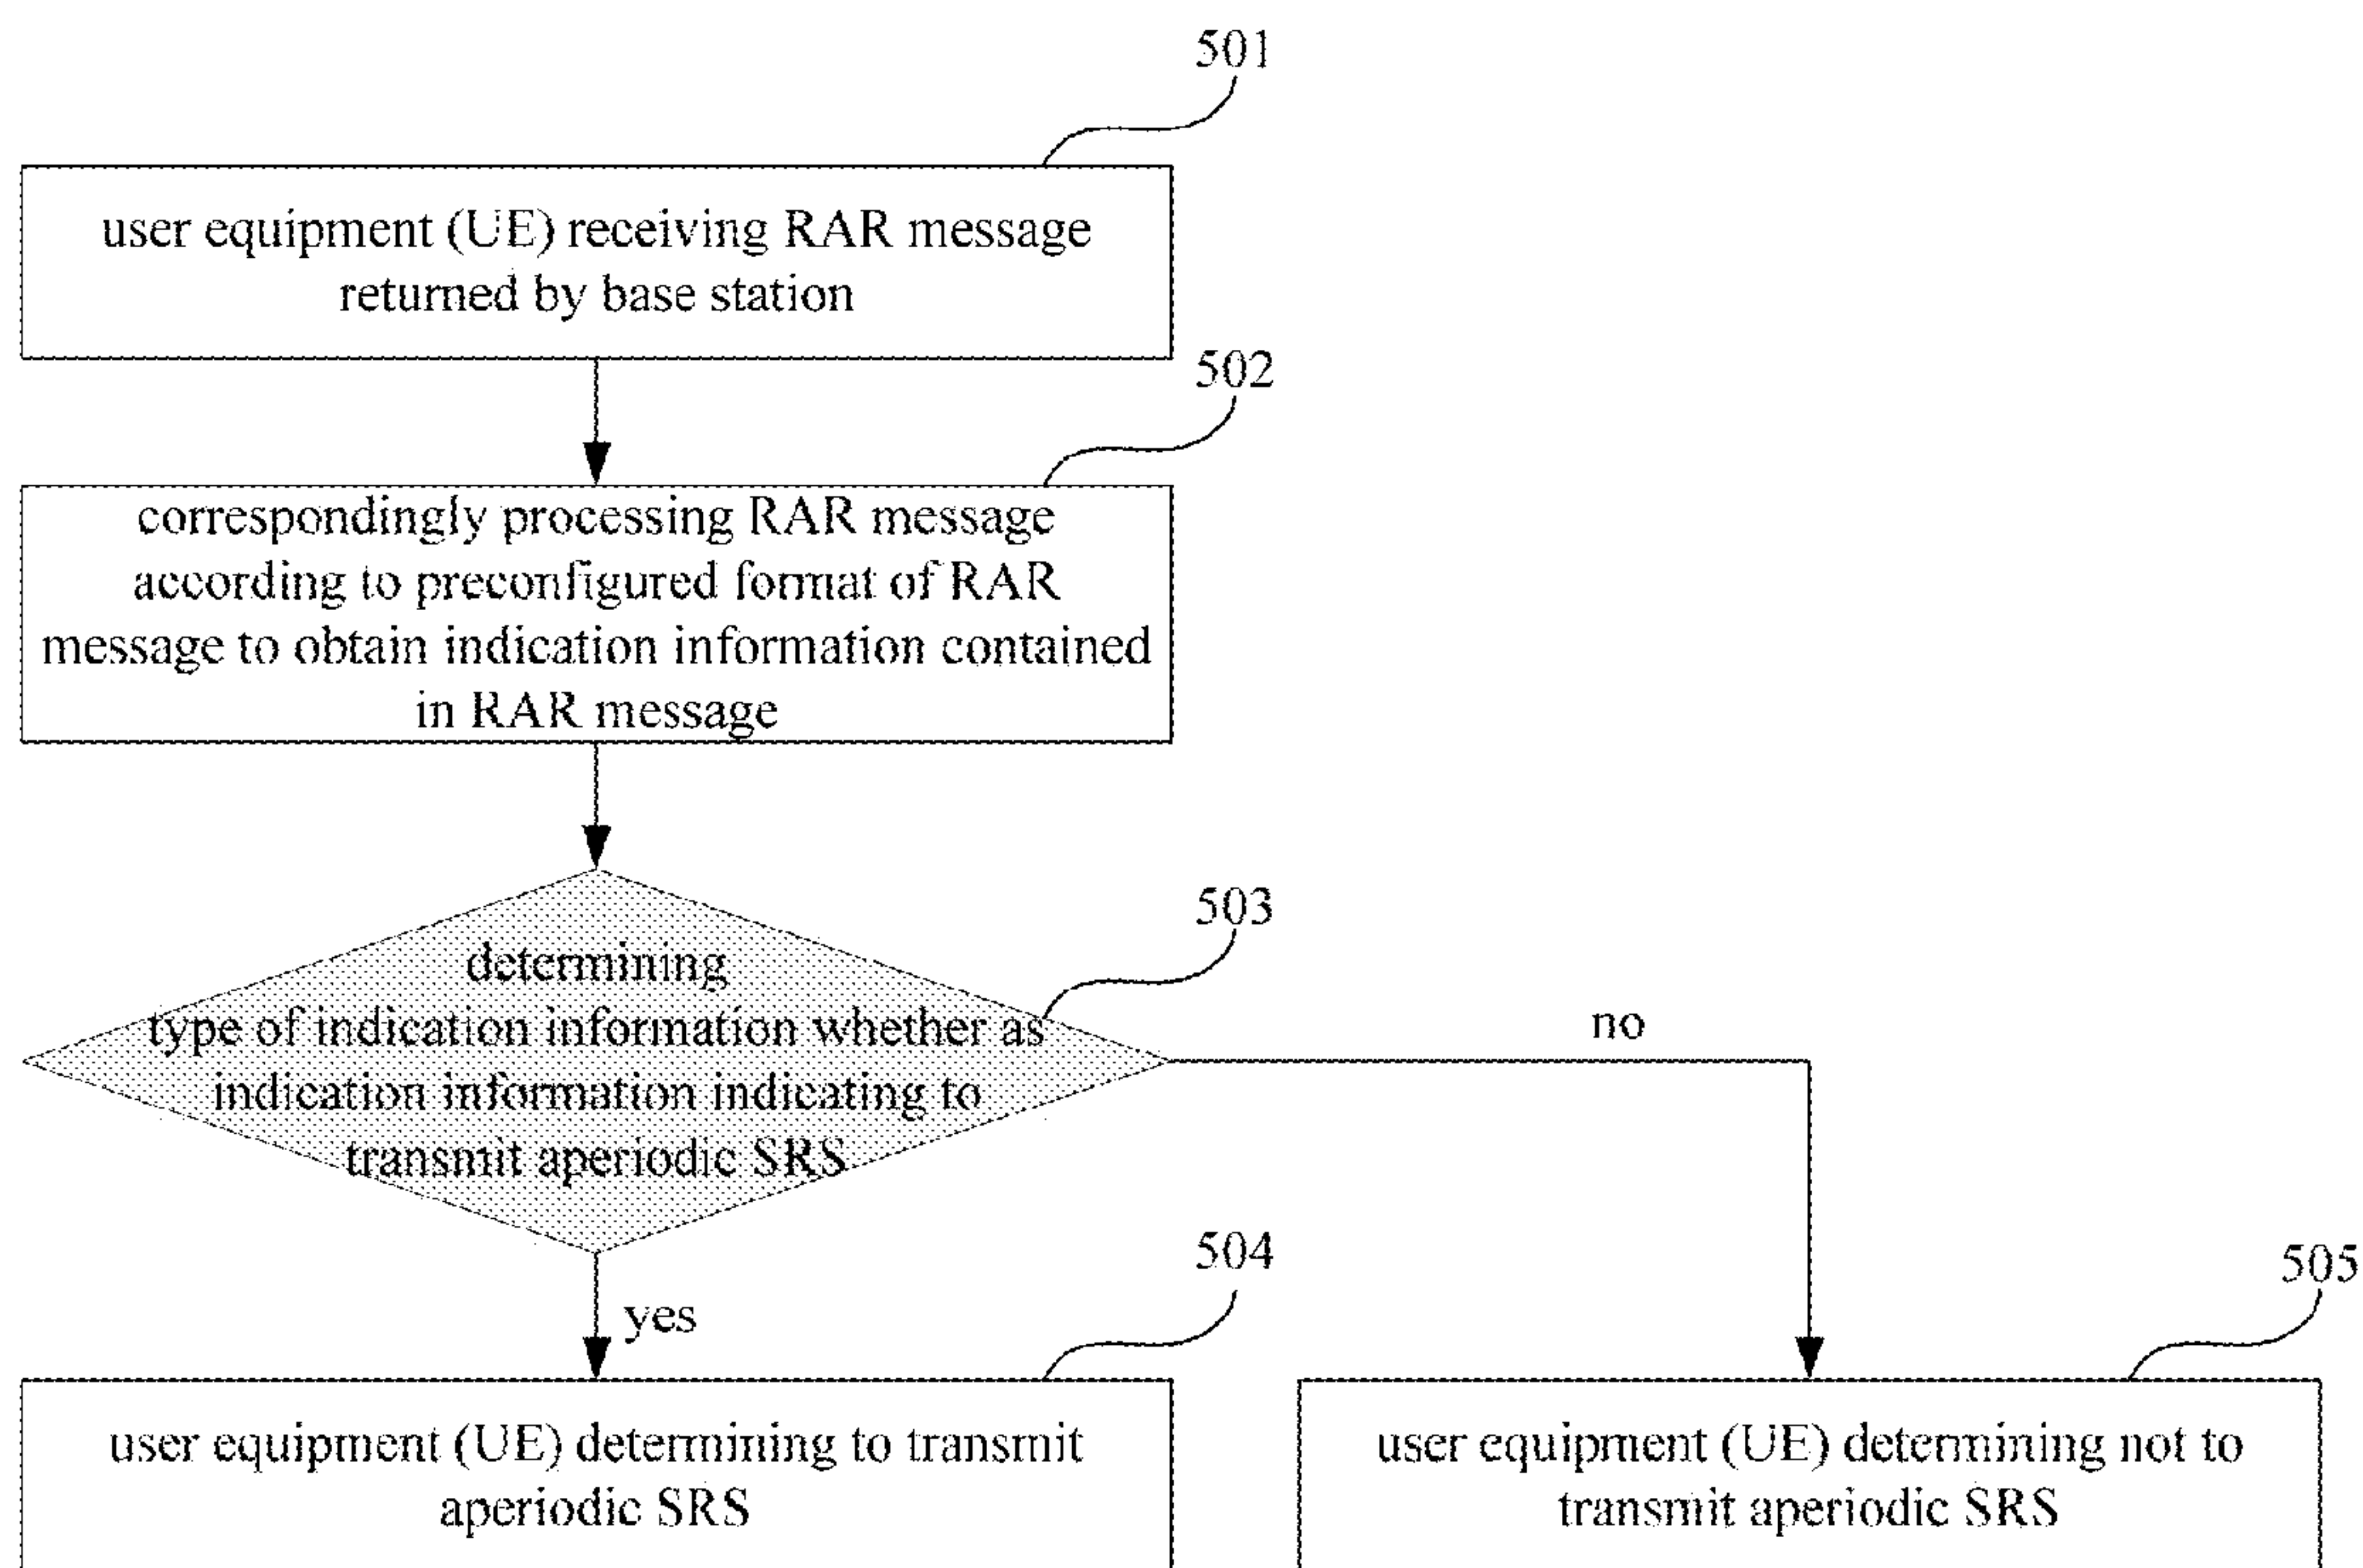 501
user equipment (UE) receiving RAR message
returned by base station
502
correspondingly processing RAR message
according to preconfigured format of RAR
message to obtain indication information contained
in RAR message
503
determining
type of indication information whether as
indication information indicating to
transmit aperiodic SRS
no
yes
504
505
user equipment (UE) determining to transmit
aperiodic SRS
user equipment (UE) determining not to
transmit aperiodic SRS